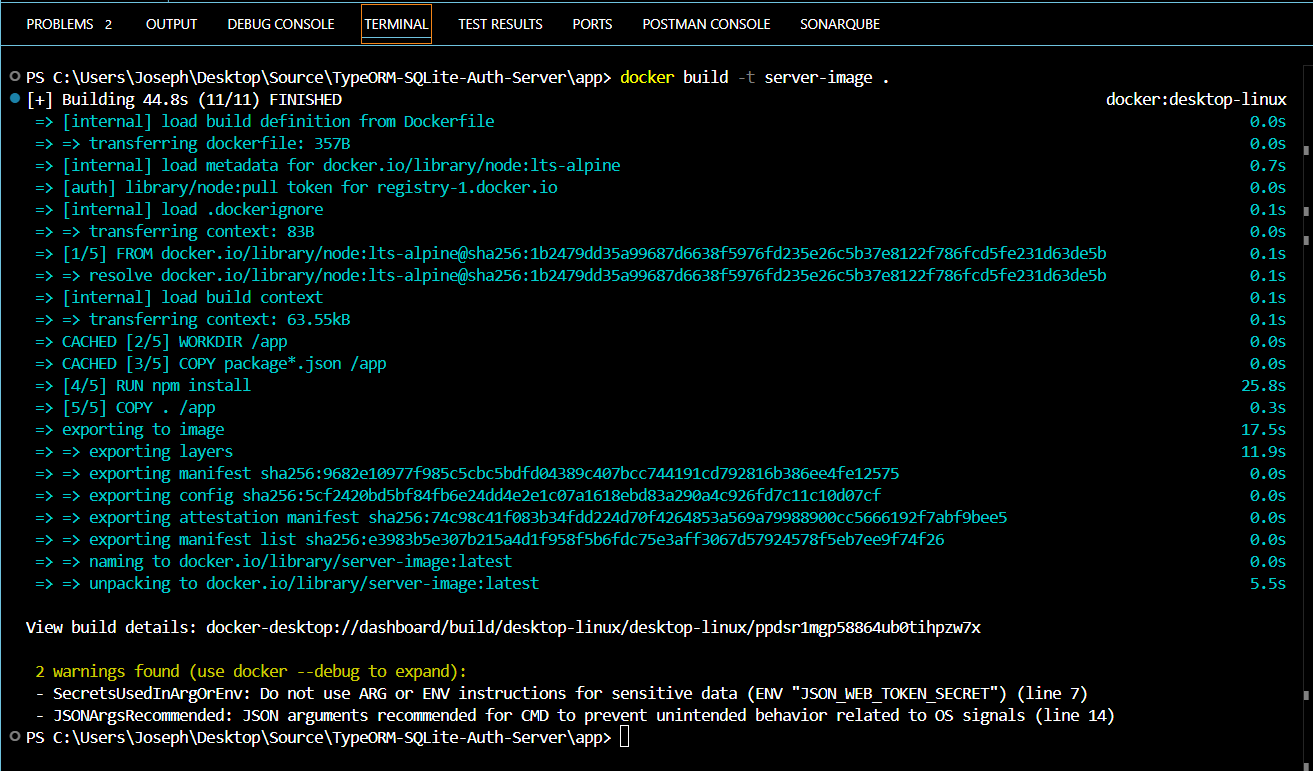 PROBLEMS 2 OUTPUT DEBUG CONSOLE TERMINAL TEST RESULTS PORTS POSTMAN CONSOLE SONARQUBE
PS C:\Users\Joseph\Desktop\Source\TypeORM-SQLite-Auth-Server\app> docker build -t server-image .
[+] Building 44.8s (11/11) FINISHED docker:desktop-linux
=> [internal] load build definition from Dockerfile 0.0s
=> => transferring dockerfile: 357B 0.0s
=> [internal] load metadata for docker.io/library/node:lts-alpine 0.7s
=> [auth] library/node:pull token for registry-1.docker.io 0.0s
=> [internal] load .dockerignore 0.1s
=> => transferring context: 83B 0.0s
=> [1/5] FROM docker.io/library/node:lts-alpine@sha256:1b2479dd35a99687d6638f5976fd235e26c5b37e8122f786fcd5fe231d63de5b 0.1s
=> => resolve docker.io/library/node:lts-alpine@sha256:1b2479dd35a99687d6638f5976fd235e26c5b37e8122f786fcd5fe231d63de5b 0.1s
=> [internal] load build context 0.1s
=> => transferring context: 63.55kB 0.1s
=> CACHED [2/5] WORKDIR /app 0.0s
=> CACHED [3/5] COPY package*.json /app 0.0s
=> [4/5] RUN npm install 25.8s
=> [5/5] COPY . /app 0.3s
=> exporting to image 17.5s
=> => exporting layers 11.9s
=> => exporting manifest sha256:9682e10977f985c5cbc5bdfd04389c407bcc744191cd792816b386ee4fe12575 0.0s
=> => exporting config sha256:5cf2420bd5bf84fb6e24dd4e2e1c07a1618ebd83a290a4c926fd7c11c10d07cf 0.0s
=> => exporting attestation manifest sha256:74c98c41f083b34fdd224d70f4264853a569a79988900cc5666192f7abf9bee5 0.0s
=> => exporting manifest list sha256:e3983b5e307b215a4d1f958f5b6fdc75e3aff3067d57924578f5eb7ee9f74f26 0.0s
=> => naming to docker.io/library/server-image:latest 0.0s
=> => unpacking to docker.io/library/server-image:latest 5.5s
View build details: docker-desktop://dashboard/build/desktop-linux/desktop-linux/ppdsr1mgp58864ub0tihpzw7x
2 warnings found (use docker --debug to expand):
- SecretsUsedInArgOrEnv: Do not use ARG or ENV instructions for sensitive data (ENV "JSON_WEB_TOKEN_SECRET") (line 7)
- JSONArgsRecommended: JSON arguments recommended for CMD to prevent unintended behavior related to OS signals (line 14)
PS C:\Users\Joseph\Desktop\Source\TypeORM-SQLite-Auth-Server\app>